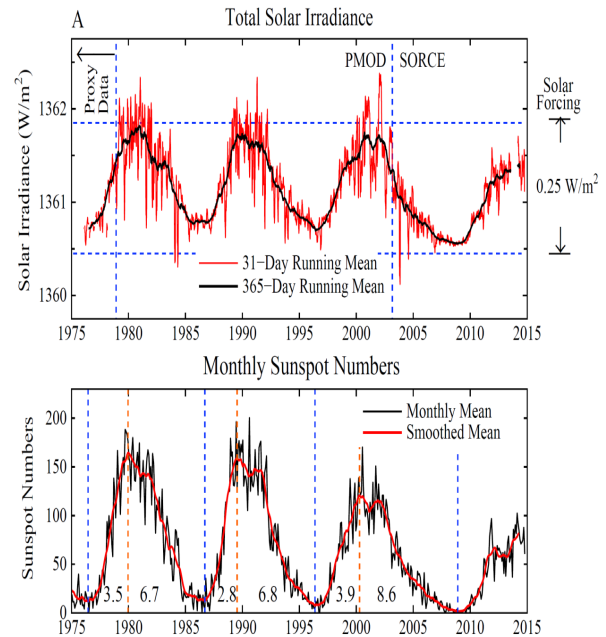 A
Total Solar Irradiance
Proxy
Data
PMOD
SORCE
Solar
Forcing
0.25 W/m²
Solar Irradiance (W/m²)
1362
1361
1360
31-Day Running Mean
365-Day Running Mean
1975 1980 1985 1990 1995 2000 2005 2010 2015
Monthly Sunspot Numbers
Sunspot Numbers
200
150
100
50
0
Monthly Mean
Smoothed Mean
3.5 6.7 2.8 6.8 3.9 8.6
1975 1980 1985 1990 1995 2000 2005 2010 2015